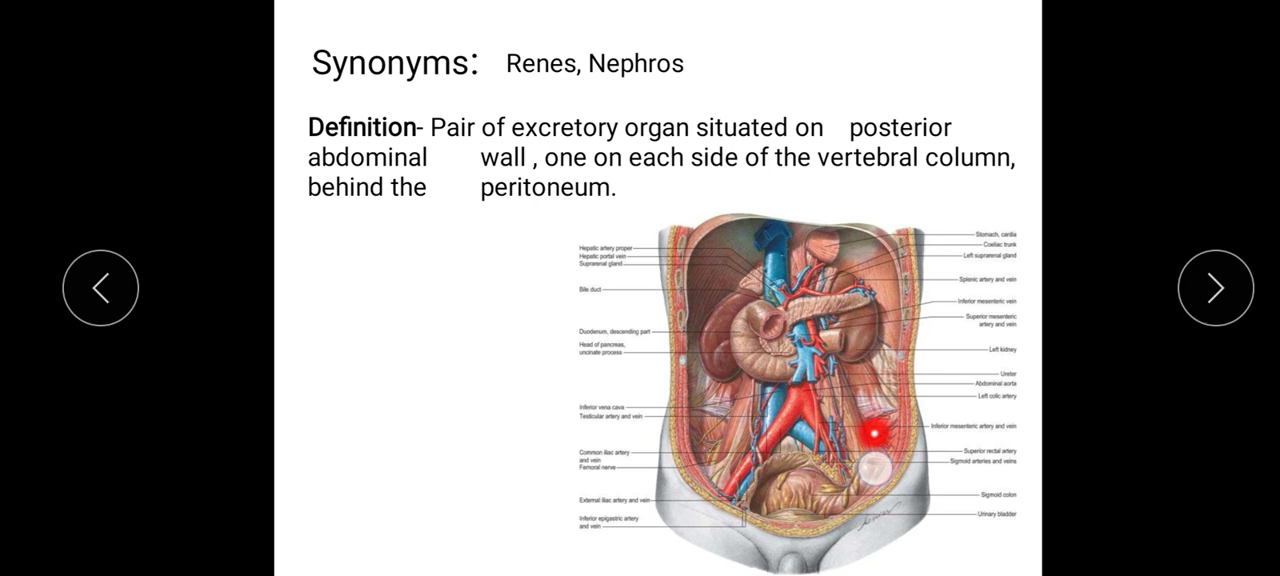 Synonyms: Renes, Nephros
Definition- Pair of excretory organ situated on posterior
abdominal wall , one on each side of the vertebral column,
behind the peritoneum.
Hepatic artery proper
Hepatic portal vein
Suprarenal gland
Bile duct
Duodenum, descending part
Head of pancreas,
uncinate process
Inferior vena cava
Testicular artery and vein
Common iliac artery
and vein
Femoral nerve
External iliac artery and vein
Inferior epigastric artery
and vein
Stomach, cardia
Coeliac trunk
Left suprarenal gland
Splenic artery and vein
Inferior mesenteric vein
Superior mesenteric
artery and vein
Left kidney
Ureter
Abdominal aorta
Left colic artery
Inferior mesenteric artery and vein
Superior rectal artery
Sigmoid arteries and veins
Sigmoid colon
Urinary bladder